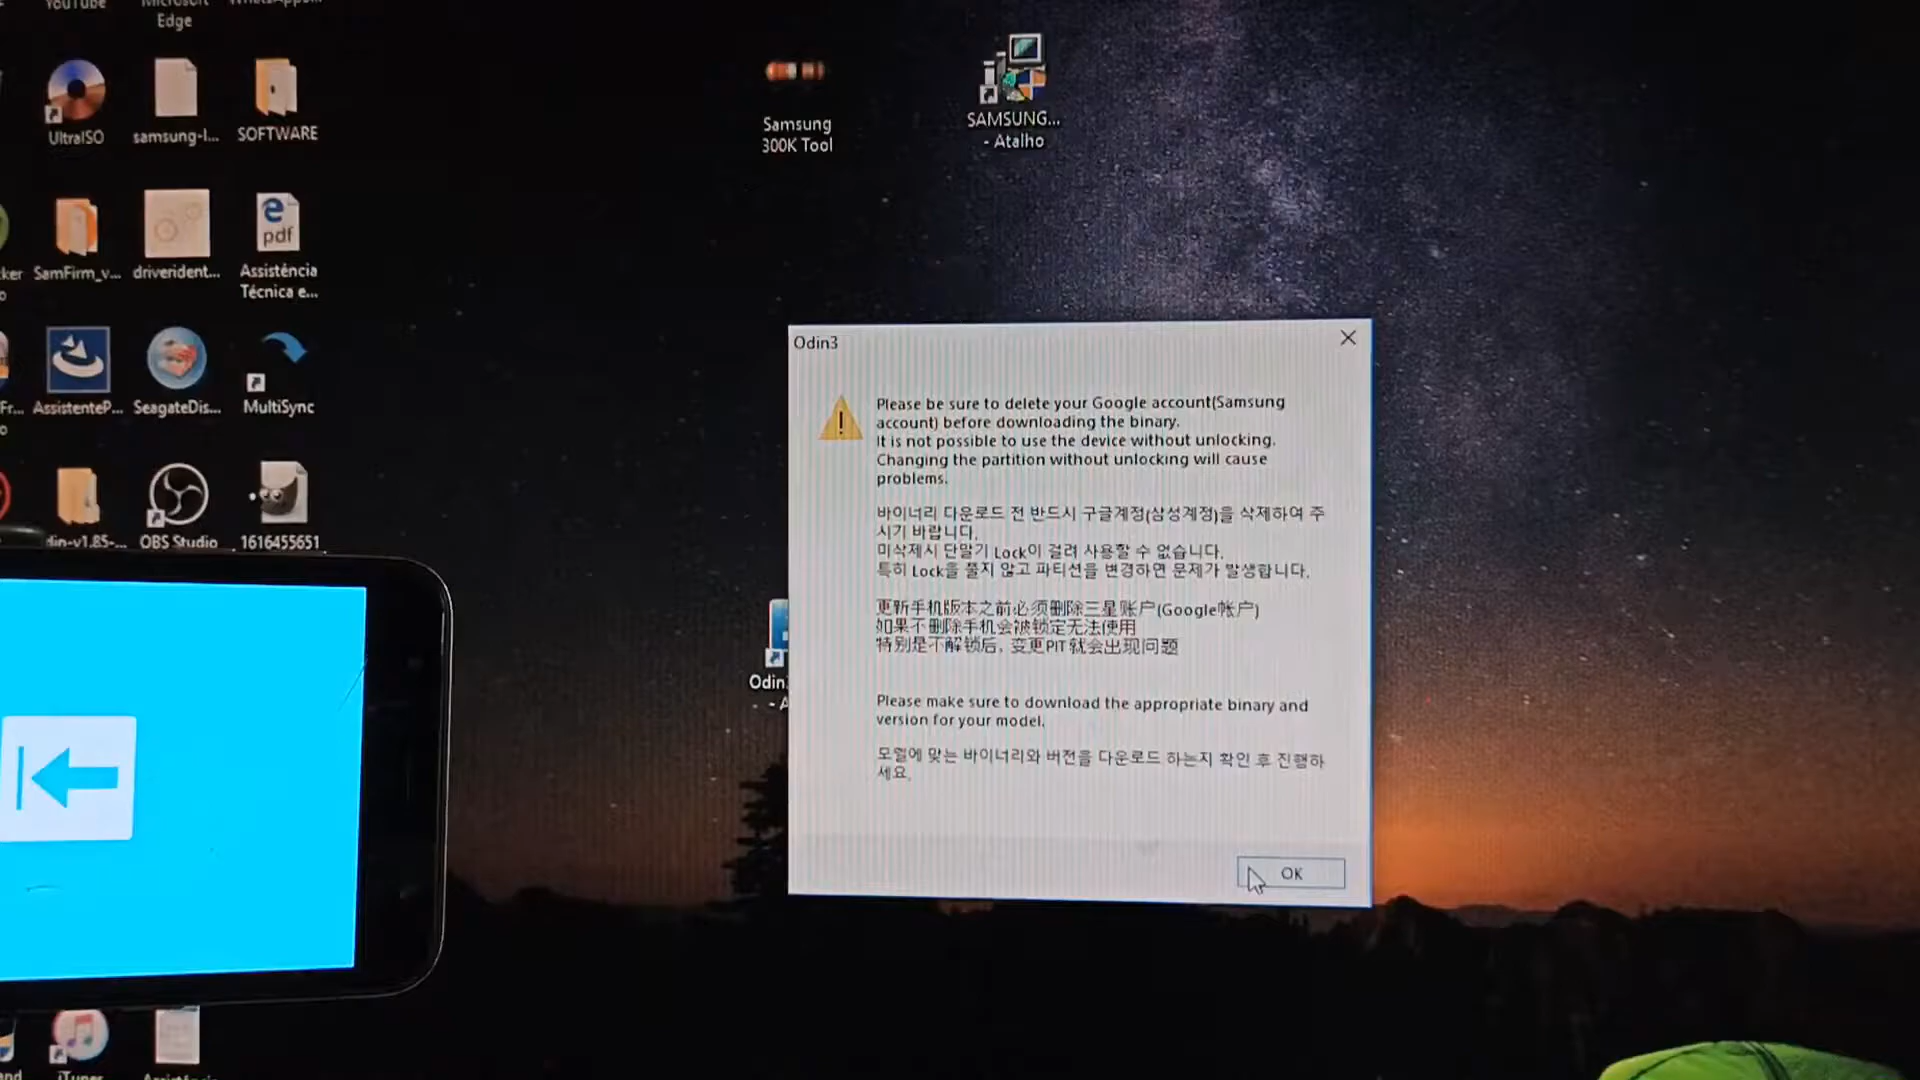 YouTube
Microsoft
Edge
UltraISO
samsung-l...
SOFTWARE
Samsung
300K Tool
SAMSUNG...
- Atalho
SamFirm_v...
driverident...
Assistência
Técnica e...
pdf
AssistenteP...
SeagateDis...
MultiSync
OBS Studio
1616455651
Odin3
Please be sure to delete your Google account(Samsung
account) before downloading the binary.
It is not possible to use the device without unlocking.
Changing the partition without unlocking will cause
problems.
바이너리 다운로드 전 반드시 구글계정(삼성계정)을 삭제하여 주
시기 바랍니다.
미삭제시 단말기 Lock이 걸려 사용할 수 없습니다.
특히 Lock을 풀지 않고 파티션을 변경하면 문제가 발생합니다.
更新手机版本之前必须删除三星账户(Google帐户)
如果不删除手机会被锁定无法使用
特别是不解锁后, 变更PIT就会出现问题
Please make sure to download the appropriate binary and
version for your model.
모델에 맞는 바이너리와 버전을 다운로드 하는지 확인 후 진행하
세요.
OK
Odin
iTunes